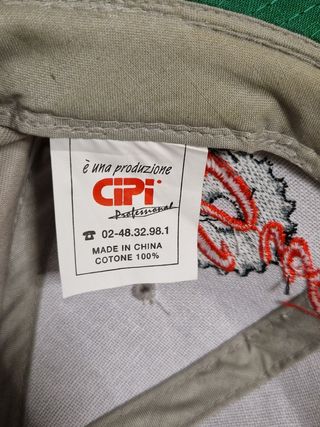 è una produzione
CiPi
Professional
☎ 02-48.32.98.1
MADE IN CHINA
COTONE 100%